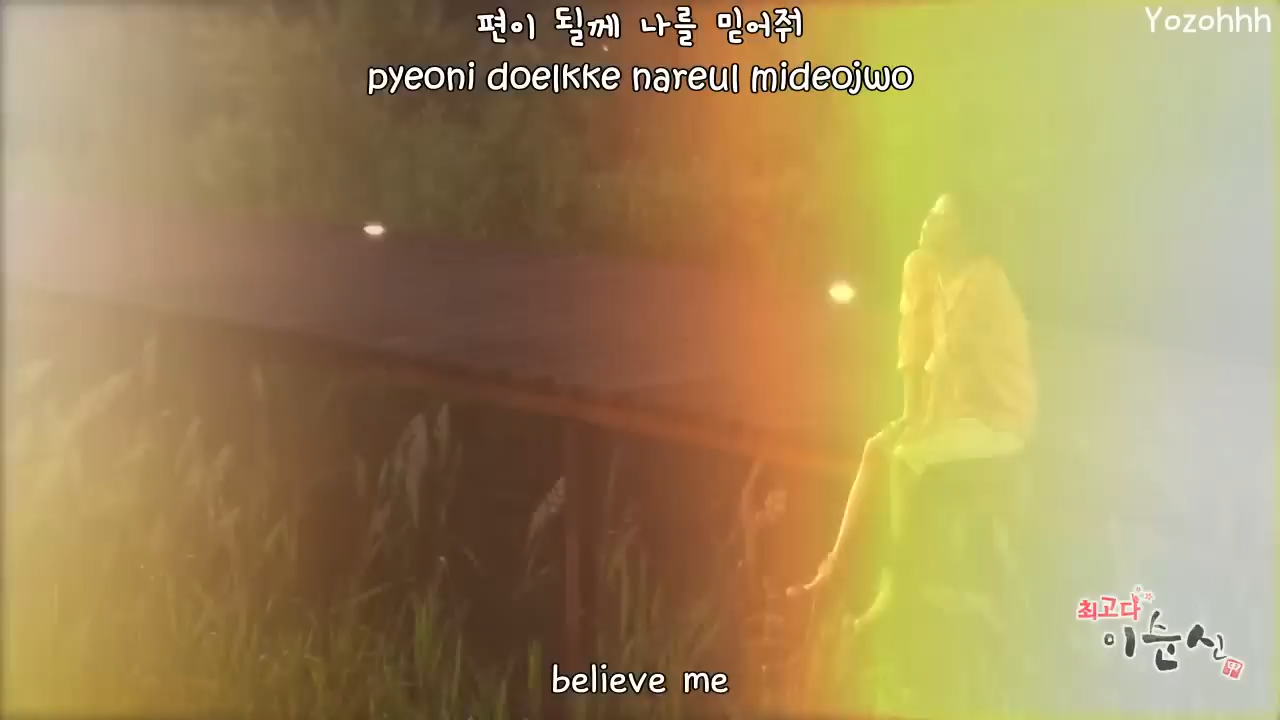 편이 될께 나를 믿어줘
Yozohhh
pyeoni doelkke nareul mideojwo
believe me
최고다
이순신